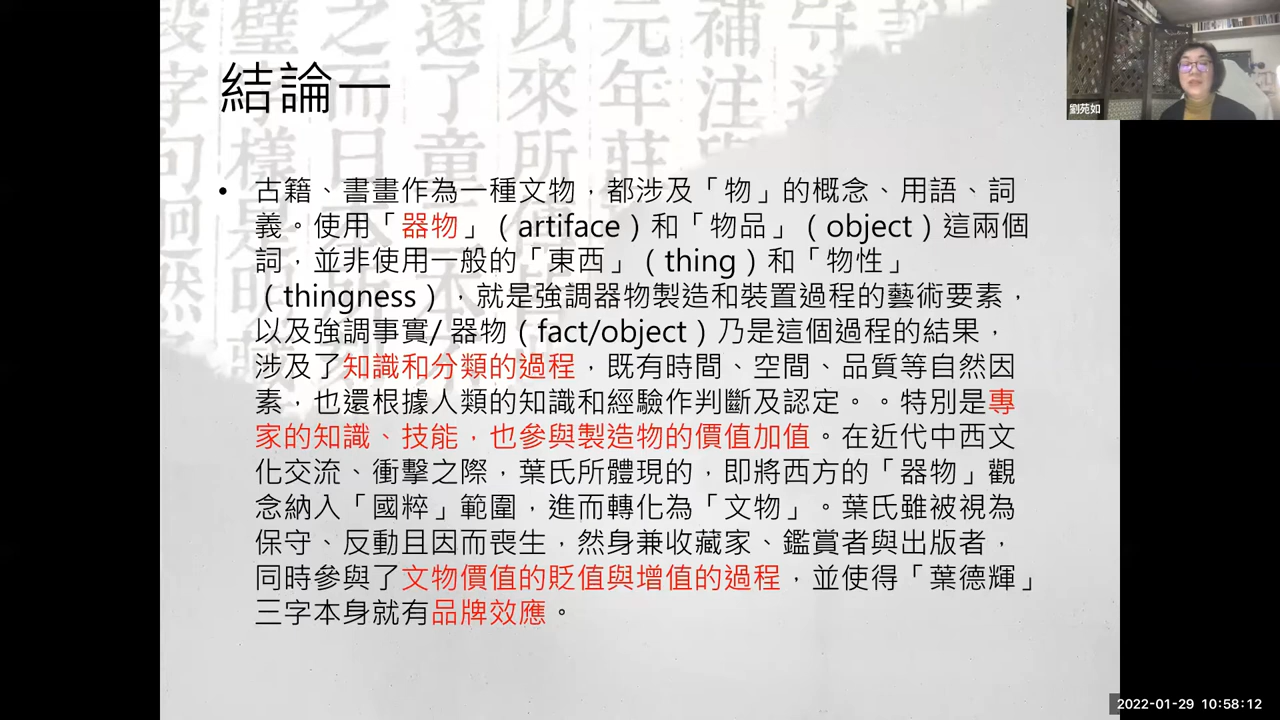 結論一
• 古籍、書畫作為一種文物，都涉及「物」的概念、用語、詞
義。使用「器物」（artiface）和「物品」（object）這兩個
詞，並非使用一般的「東西」（thing）和「物性」
（thingness），就是強調器物製造和裝置過程的藝術要素，
以及強調事實/ 器物（fact/object）乃是這個過程的結果，
涉及了知識和分類的過程，既有時間、空間、品質等自然因
素，也還根據人類的知識和經驗作判斷及認定。。特別是專
家的知識、技能，也參與製造物的價值加值。在近代中西文
化交流、衝擊之際，葉氏所體現的，即將西方的「器物」觀
念納入「國粹」範圍，進而轉化為「文物」。葉氏雖被視為
保守、反動且因而喪生，然身兼收藏家、鑑賞者與出版者，
同時參與了文物價值的貶值與增值的過程，並使得「葉德輝」
三字本身就有品牌效應。
劉苑如
2022-01-29 10:58:12